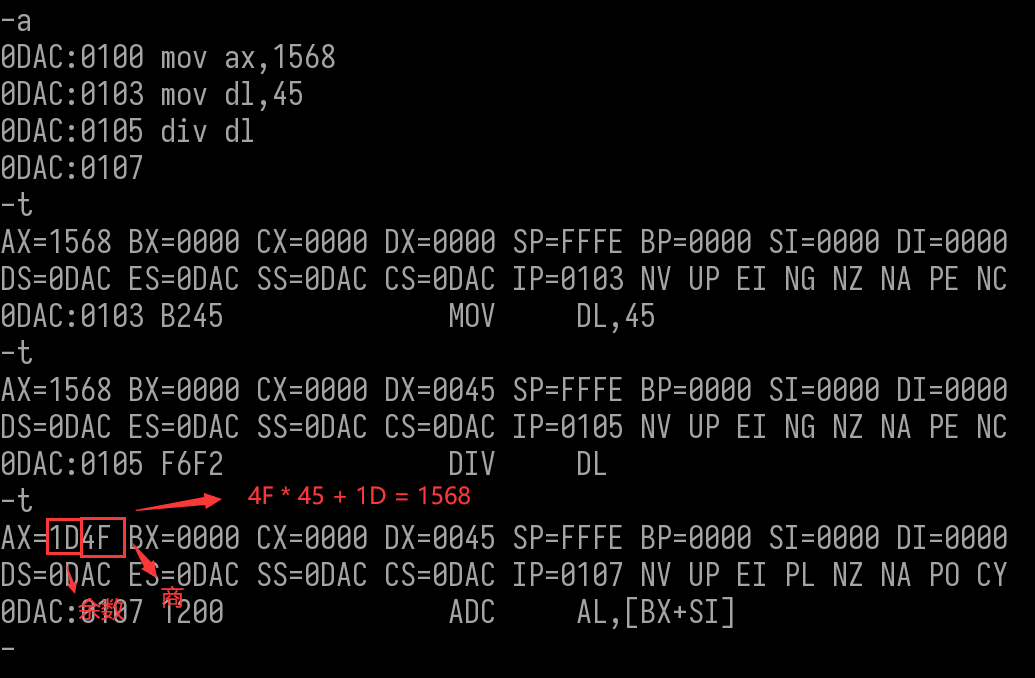 -a
0DAC:0100 mov ax,1568
0DAC:0103 mov dl,45
0DAC:0105 div dl
0DAC:0107
-t
AX=1568 BX=0000 CX=0000 DX=0000 SP=FFFE BP=0000 SI=0000 DI=0000
DS=0DAC ES=0DAC SS=0DAC CS=0DAC IP=0103 NV UP EI NG NZ NA PE NC
0DAC:0103 B245 MOV DL,45
-t
AX=1568 BX=0000 CX=0000 DX=0045 SP=FFFE BP=0000 SI=0000 DI=0000
DS=0DAC ES=0DAC SS=0DAC CS=0DAC IP=0105 NV UP EI NG NZ NA PE NC
0DAC:0105 F6F2 DIV DL
-t
4F * 45 + 1D = 1568
AX=1D4F BX=0000 CX=0000 DX=0045 SP=FFFE BP=0000 SI=0000 DI=0000
DS=0DAC ES=0DAC SS=0DAC CS=0DAC IP=0107 NV UP EI PL NZ NA PO CY
余数 商
0DAC:0107 1200 ADC AL,[BX+SI]
-